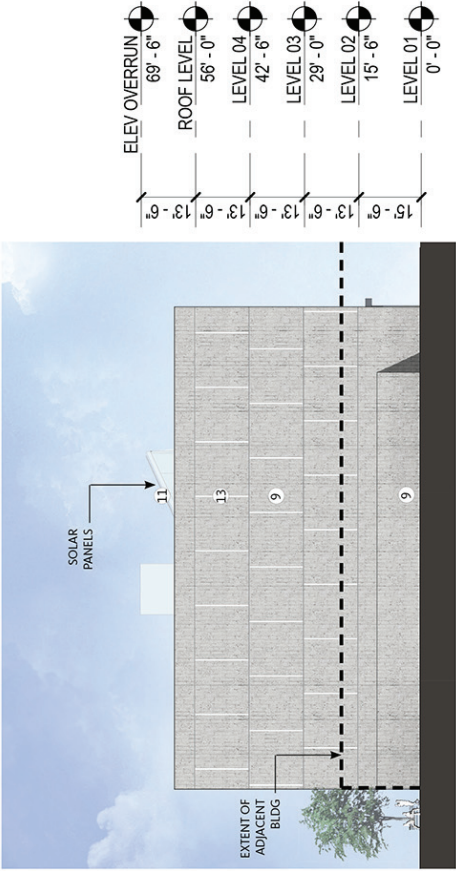 ELEV OVERRUN
69' - 6"
ROOF LEVEL
56' - 0"
LEVEL 04
42' - 6"
LEVEL 03
29' - 0"
LEVEL 02
15' - 6"
LEVEL 01
0' - 0"
13' - 6"
13' - 6"
13' - 6"
13' - 6"
15' - 6"
SOLAR
PANELS
11
13
9
9
EXTENT OF
ADJACENT
BLDG